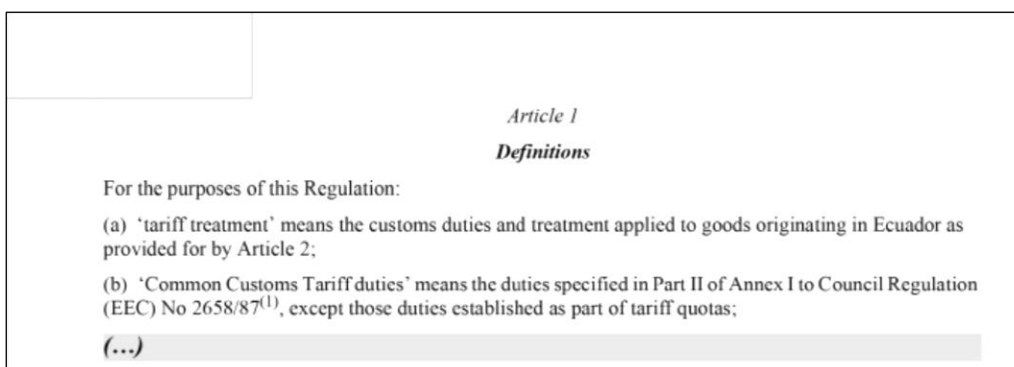 Article 1
Definitions
For the purposes of this Regulation:
(a) ‘tariff treatment’ means the customs duties and treatment applied to goods originating in Ecuador as
provided for by Article 2;
(b) ‘Common Customs Tariff duties’ means the duties specified in Part II of Annex I to Council Regulation
(EEC) No 2658/87(1), except those duties established as part of tariff quotas;
(...)